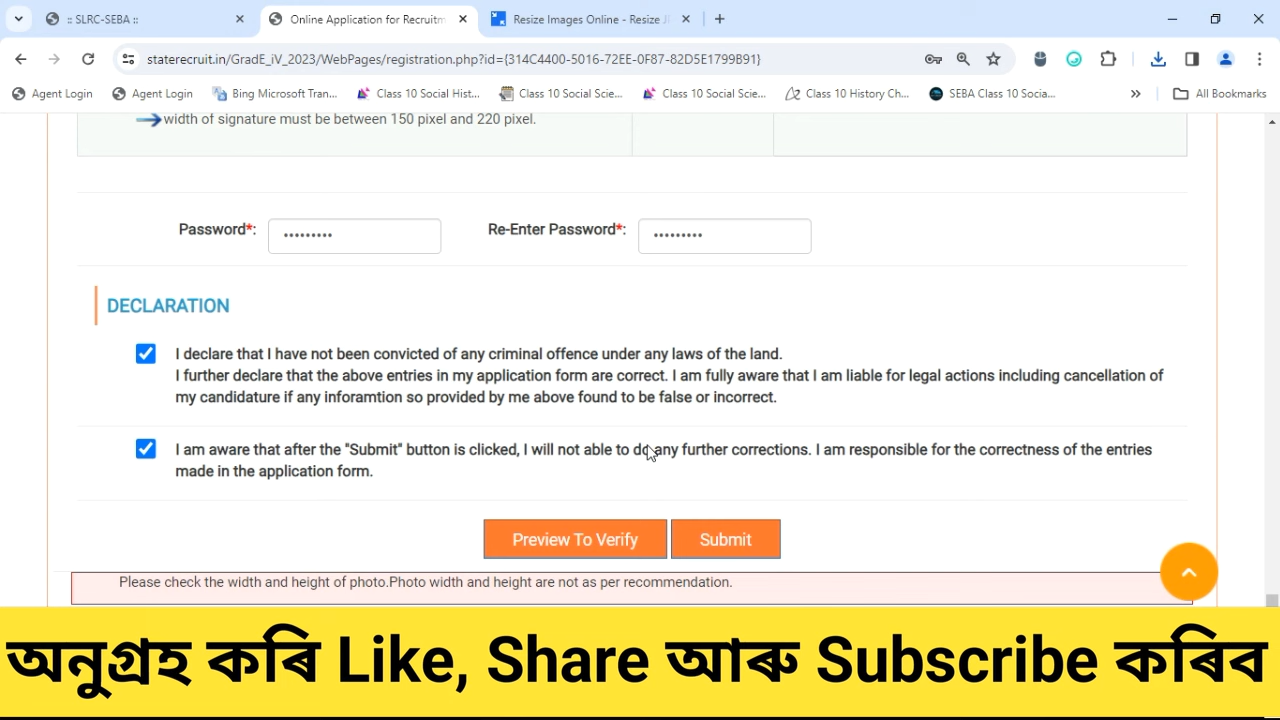 :: SLRC-SEBA ::
Online Application for Recruitm
Resize Images Online - Resize J
staterecruit.in/GradE_iV_2023/WebPages/registration.php?id={314C4400-5016-72EE-0F87-82D5E1799B91}
Agent Login
Agent Login
Bing Microsoft Tran...
Class 10 Social Hist...
Class 10 Social Scie...
Class 10 Social Scie...
Class 10 History Ch...
SEBA Class 10 Socia...
»
All Bookmarks
width of signature must be between 150 pixel and 220 pixel.
Password*:
Re-Enter Password*:
DECLARATION
I declare that I have not been convicted of any criminal offence under any laws of the land.
I further declare that the above entries in my application form are correct. I am fully aware that I am liable for legal actions including cancellation of
my candidature if any inforamtion so provided by me above found to be false or incorrect.
I am aware that after the "Submit" button is clicked, I will not able to do any further corrections. I am responsible for the correctness of the entries
made in the application form.
Preview To Verify
Submit
Please check the width and height of photo.Photo width and height are not as per recommendation.
অনুগ্ৰহ কৰি Like, Share আৰু Subscribe কৰিব